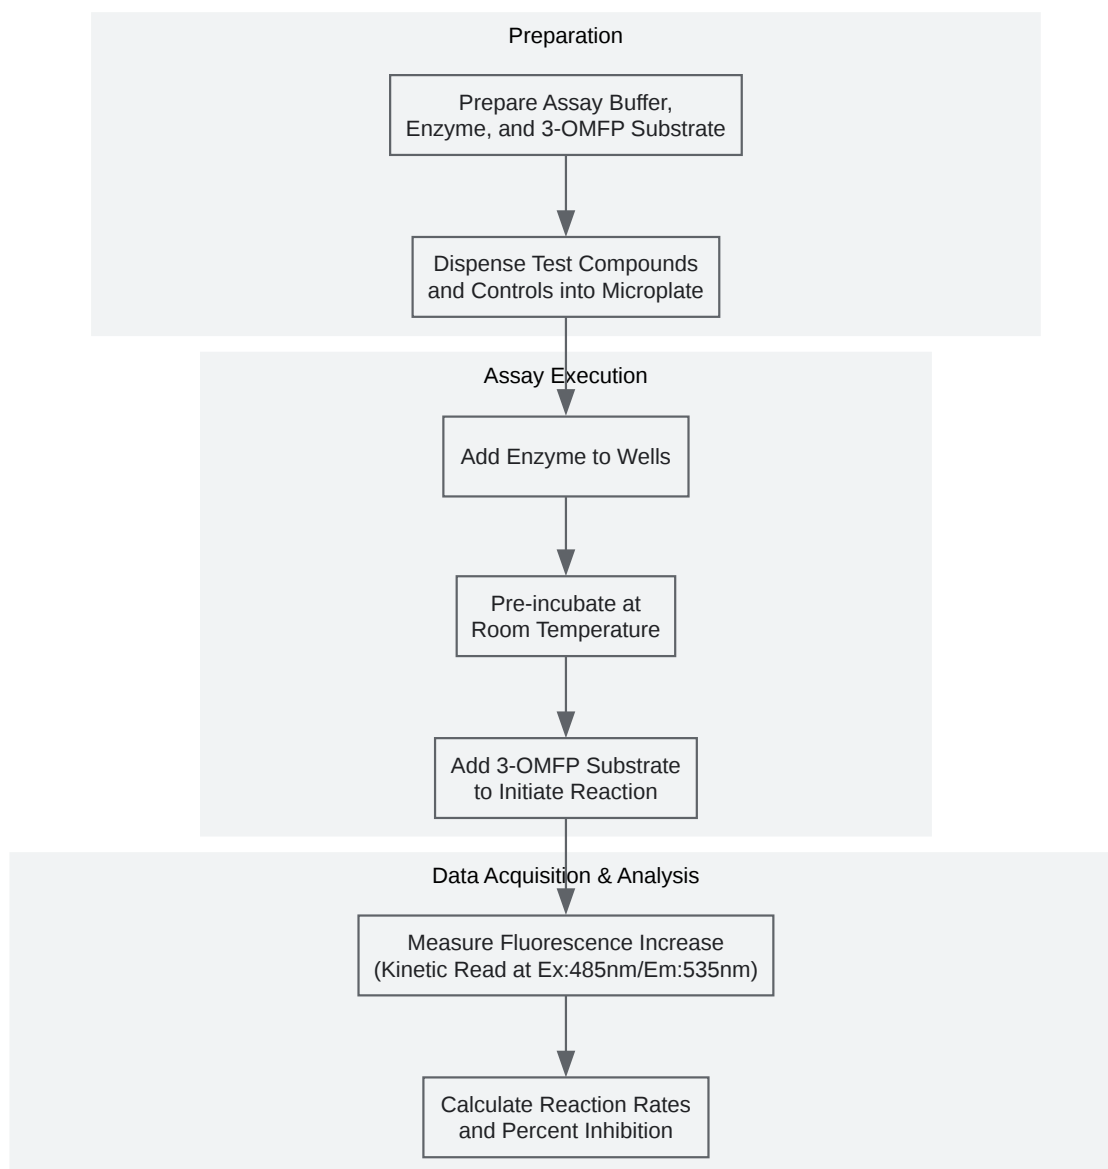 Preparation
Prepare Assay Buffer,
Enzyme, and 3-OMFP Substrate
Dispense Test Compounds
and Controls into Microplate
Assay Execution
Add Enzyme to Wells
Pre-incubate at
Room Temperature
Add 3-OMFP Substrate
to Initiate Reaction
Data Acquisition & Analysis
Measure Fluorescence Increase
(Kinetic Read at Ex:485nm/Em:535nm)
Calculate Reaction Rates
and Percent Inhibition